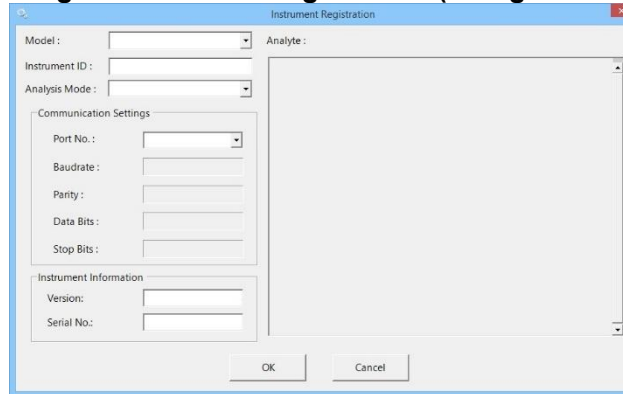 Instrument Registration
Model :
Analyte :
Instrument ID :
Analysis Mode :
Communication Settings
Port No. :
Baudrate :
Parity :
Data Bits :
Stop Bits :
Instrument Information
Version:
Serial No.:
OK
Cancel